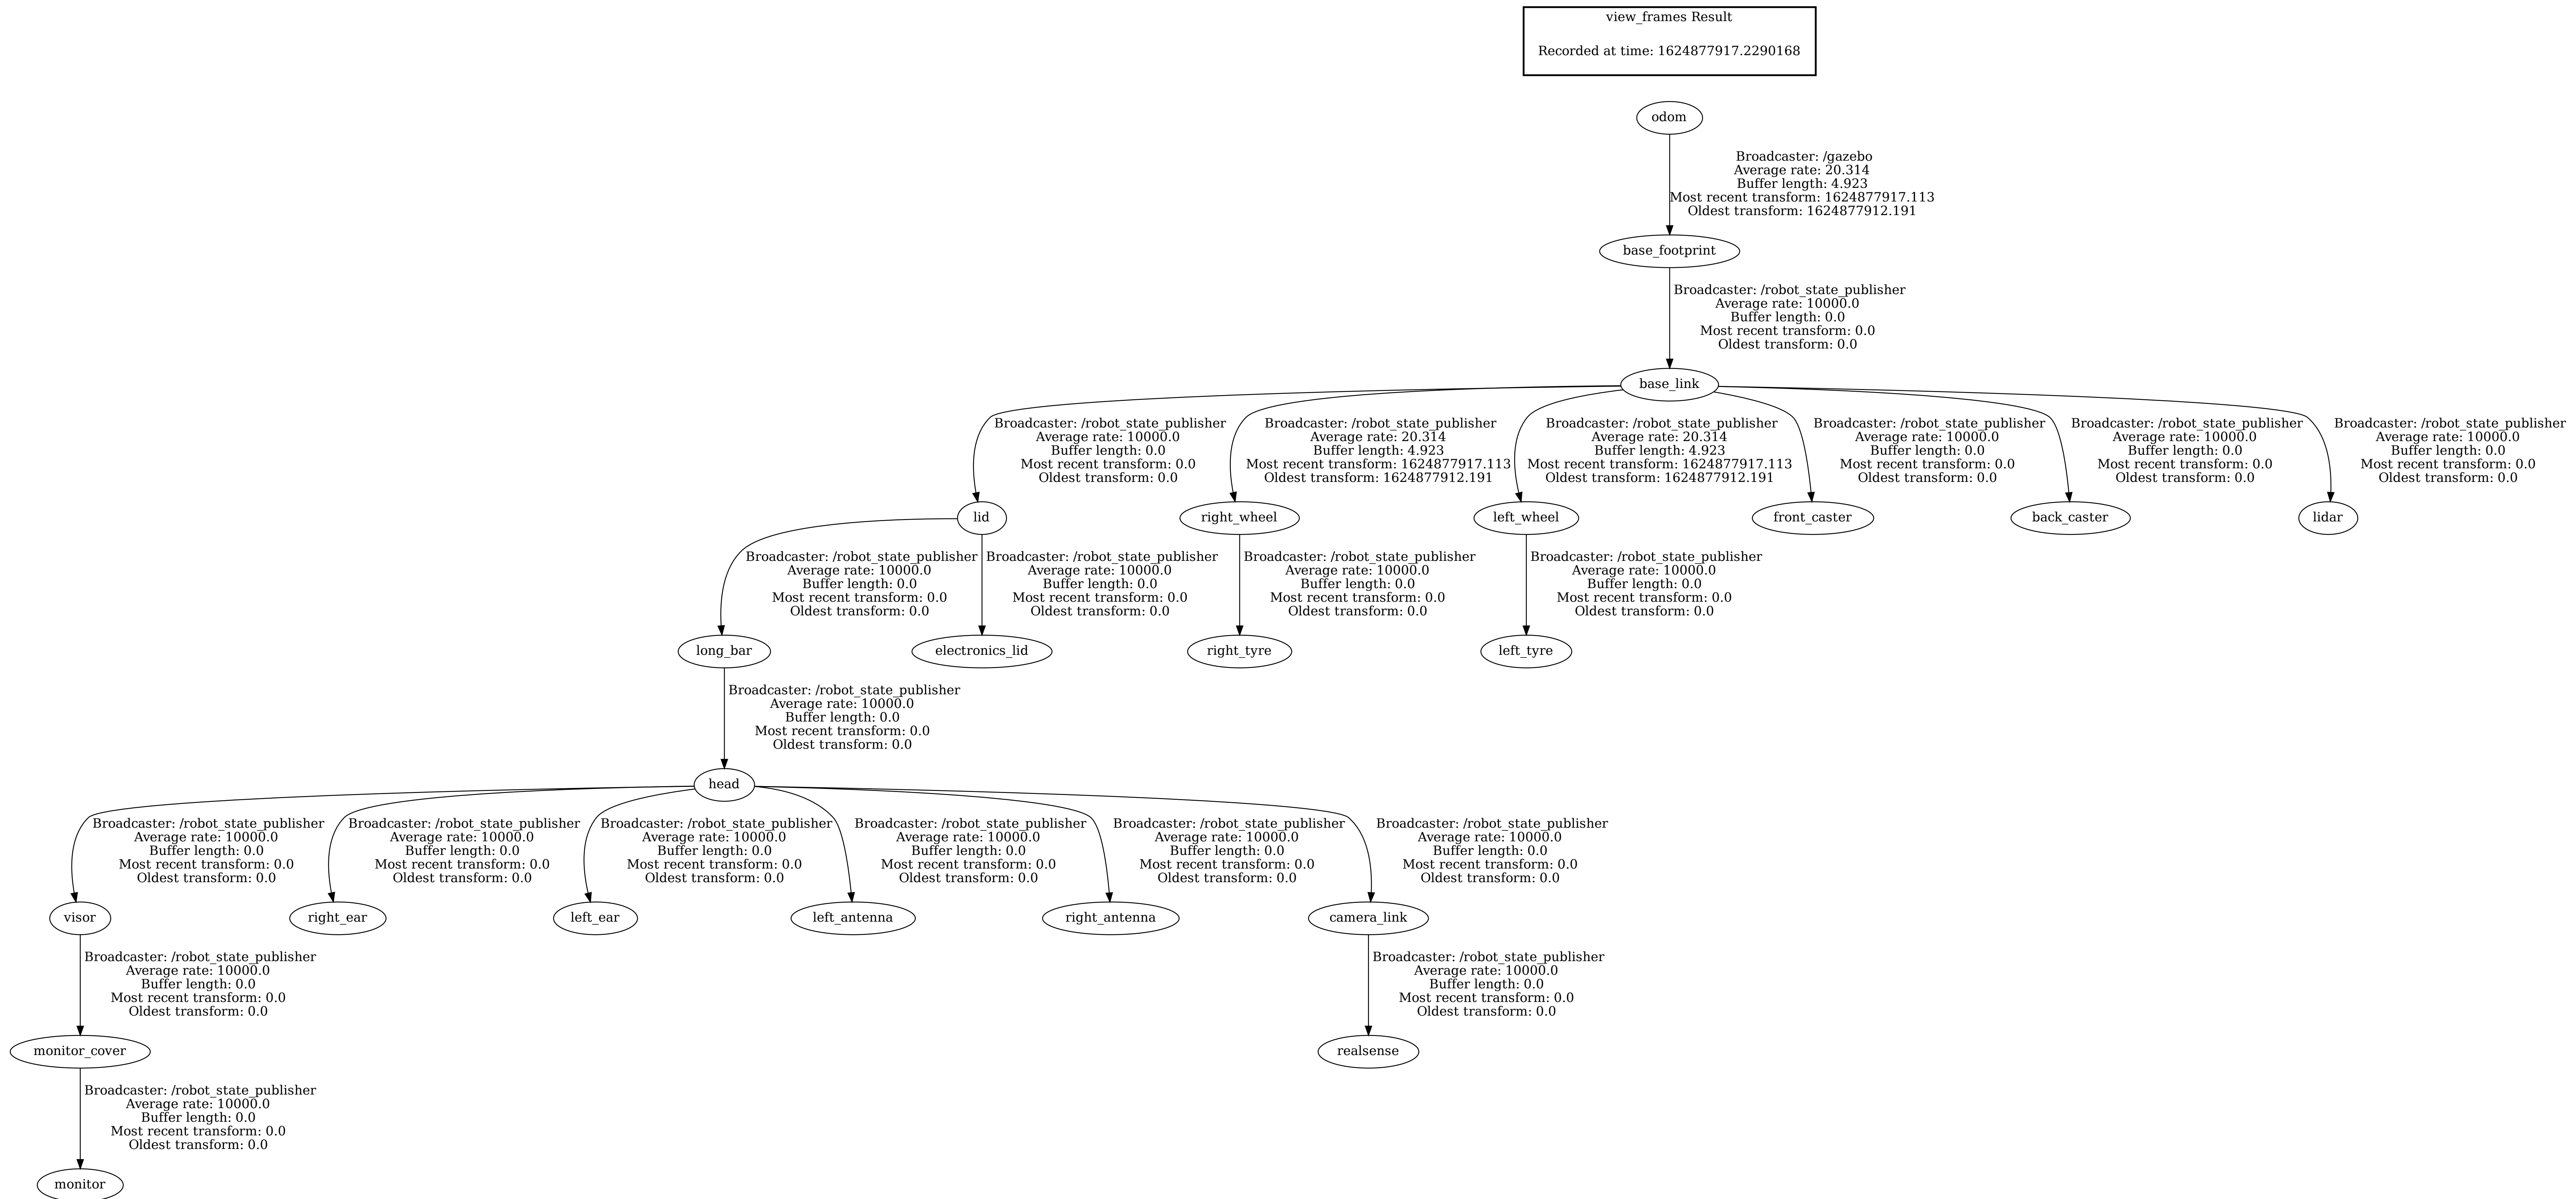 view_frames Result
Recorded at time: 1624877917.2290168
odom
Broadcaster: /gazebo
Average rate: 20.314
Buffer length: 4.923
Most recent transform: 1624877917.113
Oldest transform: 1624877912.191
base_footprint
Broadcaster: /robot_state_publisher
Average rate: 10000.0
Buffer length: 0.0
Most recent transform: 0.0
Oldest transform: 0.0
base_link
Broadcaster: /robot_state_publisher
Average rate: 10000.0
Buffer length: 0.0
Most recent transform: 0.0
Oldest transform: 0.0
Broadcaster: /robot_state_publisher
Average rate: 20.314
Buffer length: 4.923
Most recent transform: 1624877917.113
Oldest transform: 1624877912.191
Broadcaster: /robot_state_publisher
Average rate: 20.314
Buffer length: 4.923
Most recent transform: 1624877917.113
Oldest transform: 1624877912.191
Broadcaster: /robot_state_publisher
Average rate: 10000.0
Buffer length: 0.0
Most recent transform: 0.0
Oldest transform: 0.0
Broadcaster: /robot_state_publisher
Average rate: 10000.0
Buffer length: 0.0
Most recent transform: 0.0
Oldest transform: 0.0
Broadcaster: /robot_state_publisher
Average rate: 10000.0
Buffer length: 0.0
Most recent transform: 0.0
Oldest transform: 0.0
lid
right_wheel
left_wheel
front_caster
back_caster
lidar
Broadcaster: /robot_state_publisher
Average rate: 10000.0
Buffer length: 0.0
Most recent transform: 0.0
Oldest transform: 0.0
Broadcaster: /robot_state_publisher
Average rate: 10000.0
Buffer length: 0.0
Most recent transform: 0.0
Oldest transform: 0.0
Broadcaster: /robot_state_publisher
Average rate: 10000.0
Buffer length: 0.0
Most recent transform: 0.0
Oldest transform: 0.0
Broadcaster: /robot_state_publisher
Average rate: 10000.0
Buffer length: 0.0
Most recent transform: 0.0
Oldest transform: 0.0
long_bar
electronics_lid
right_tyre
left_tyre
Broadcaster: /robot_state_publisher
Average rate: 10000.0
Buffer length: 0.0
Most recent transform: 0.0
Oldest transform: 0.0
head
Broadcaster: /robot_state_publisher
Average rate: 10000.0
Buffer length: 0.0
Most recent transform: 0.0
Oldest transform: 0.0
Broadcaster: /robot_state_publisher
Average rate: 10000.0
Buffer length: 0.0
Most recent transform: 0.0
Oldest transform: 0.0
Broadcaster: /robot_state_publisher
Average rate: 10000.0
Buffer length: 0.0
Most recent transform: 0.0
Oldest transform: 0.0
Broadcaster: /robot_state_publisher
Average rate: 10000.0
Buffer length: 0.0
Most recent transform: 0.0
Oldest transform: 0.0
Broadcaster: /robot_state_publisher
Average rate: 10000.0
Buffer length: 0.0
Most recent transform: 0.0
Oldest transform: 0.0
Broadcaster: /robot_state_publisher
Average rate: 10000.0
Buffer length: 0.0
Most recent transform: 0.0
Oldest transform: 0.0
visor
right_ear
left_ear
left_antenna
right_antenna
camera_link
Broadcaster: /robot_state_publisher
Average rate: 10000.0
Buffer length: 0.0
Most recent transform: 0.0
Oldest transform: 0.0
Broadcaster: /robot_state_publisher
Average rate: 10000.0
Buffer length: 0.0
Most recent transform: 0.0
Oldest transform: 0.0
monitor_cover
realsense
Broadcaster: /robot_state_publisher
Average rate: 10000.0
Buffer length: 0.0
Most recent transform: 0.0
Oldest transform: 0.0
monitor